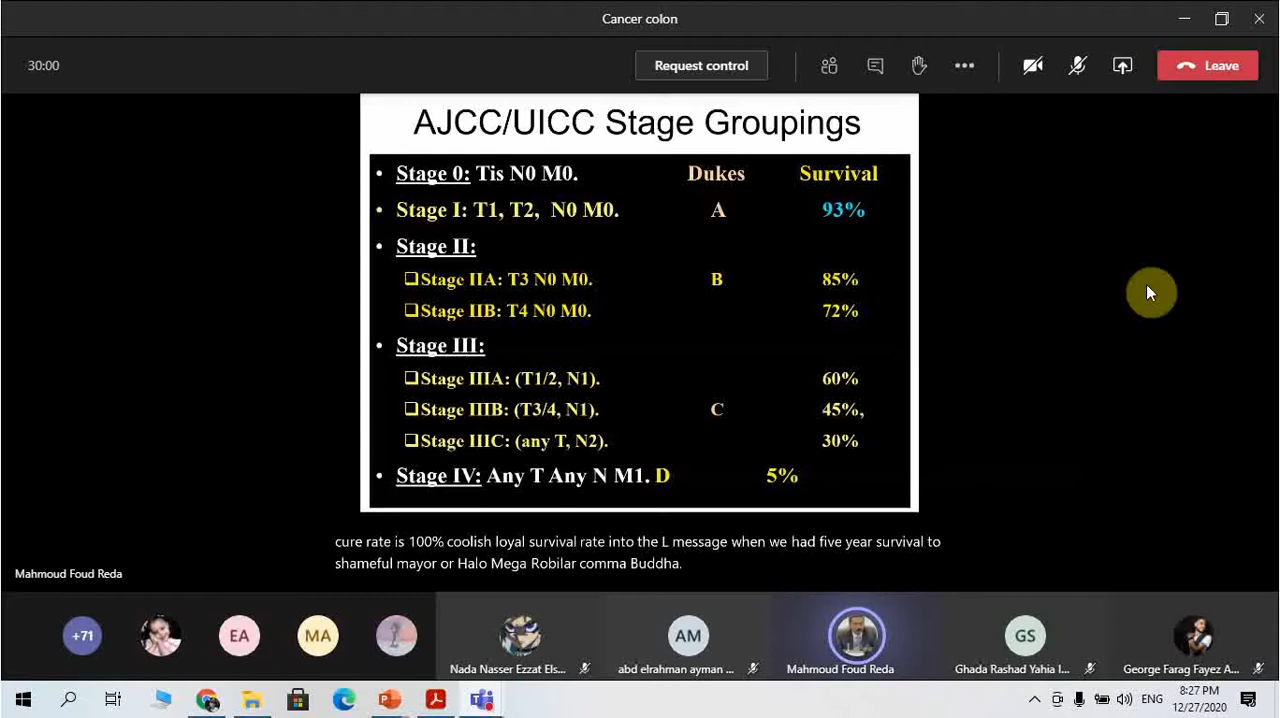 Cancer colon
30:00
Request control
Leave
AJCC/UICC Stage Groupings
• Stage 0: Tis N0 M0. Dukes Survival
• Stage I: T1, T2, N0 M0. A 93%
• Stage II:
❑Stage IIA: T3 N0 M0. B 85%
❑Stage IIB: T4 N0 M0. 72%
• Stage III:
❑Stage IIIA: (T1/2, N1). 60%
❑Stage IIIB: (T3/4, N1). C 45%,
❑Stage IIIC: (any T, N2). 30%
• Stage IV: Any T Any N M1. D 5%
cure rate is 100% coolish loyal survival rate into the L message when we had five year survival to
shameful mayor or Halo Mega Robilar comma Buddha.
Mahmoud Foud Reda
+71
EA
MA
AM
GS
Nada Nasser Ezzat Els...
abd elrahman ayman ...
Mahmoud Foud Reda
Ghada Rashad Yahia I...
George Farag Fayez A...
ENG
8:27 PM
12/27/2020